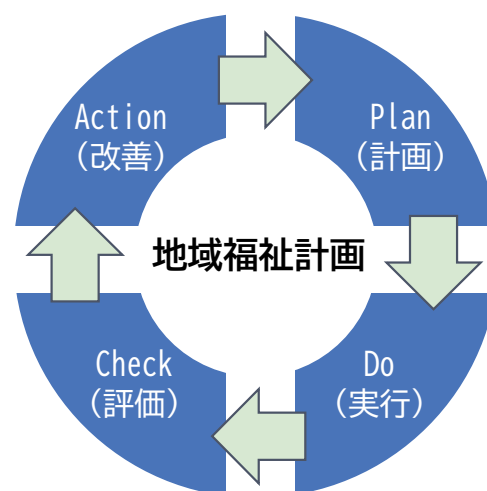 Action
（改善）
Plan
（計画）
地域福祉計画
Check
（評価）
Do
（実行）